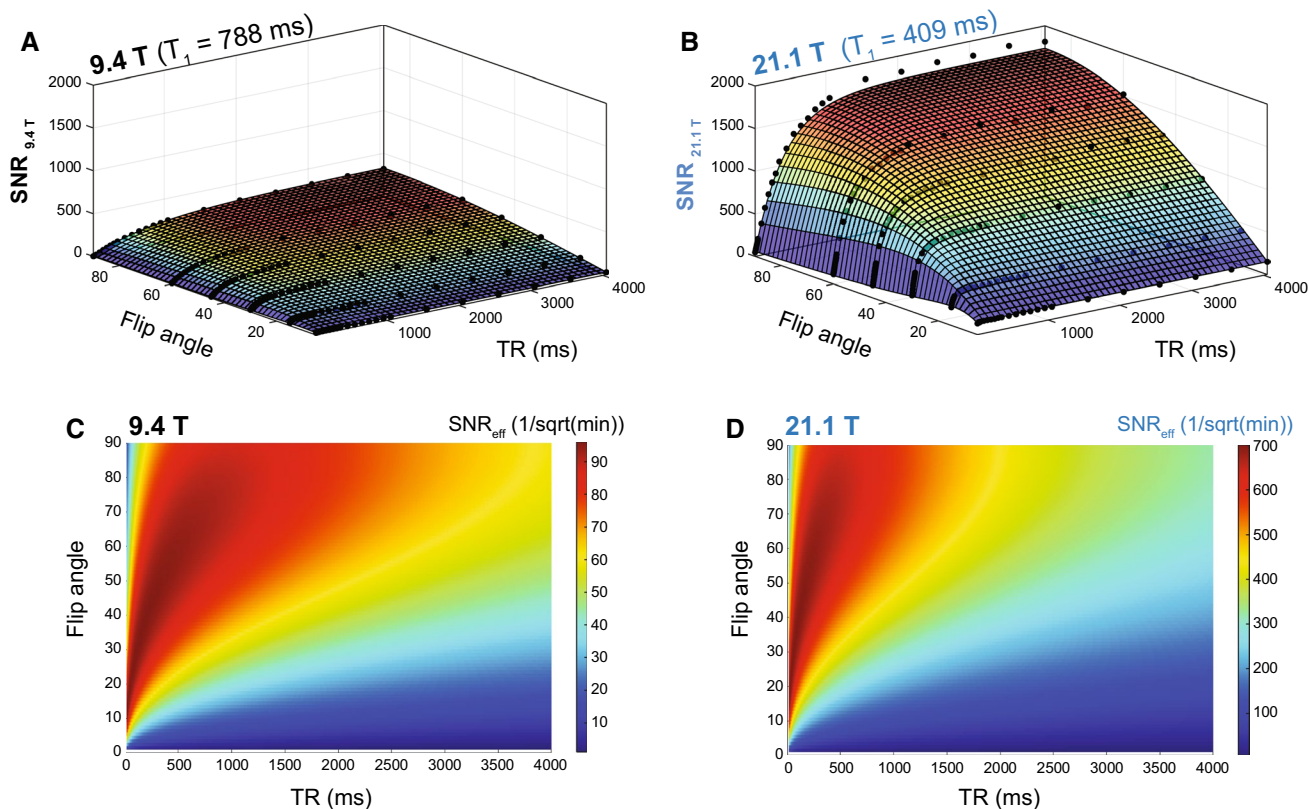 A
9.4 T (T1 = 788 ms)
SNR 9.4 T
2000
1500
1000
500
0
80
60
40
20
Flip angle
1000
2000
3000
4000
TR (ms)
B
21.1 T (T1 = 409 ms)
SNR 21.1 T
2000
1500
1000
500
0
80
60
40
20
Flip angle
1000
2000
3000
4000
TR (ms)
C
9.4 T
SNReff (1/sqrt(min))
Flip angle
90
80
70
60
50
40
30
20
10
0
0 500 1000 1500 2000 2500 3000 3500 4000
TR (ms)
90
80
70
60
50
40
30
20
10
D
21.1 T
SNReff (1/sqrt(min))
Flip angle
90
80
70
60
50
40
30
20
10
0
0 500 1000 1500 2000 2500 3000 3500 4000
TR (ms)
700
600
500
400
300
200
100